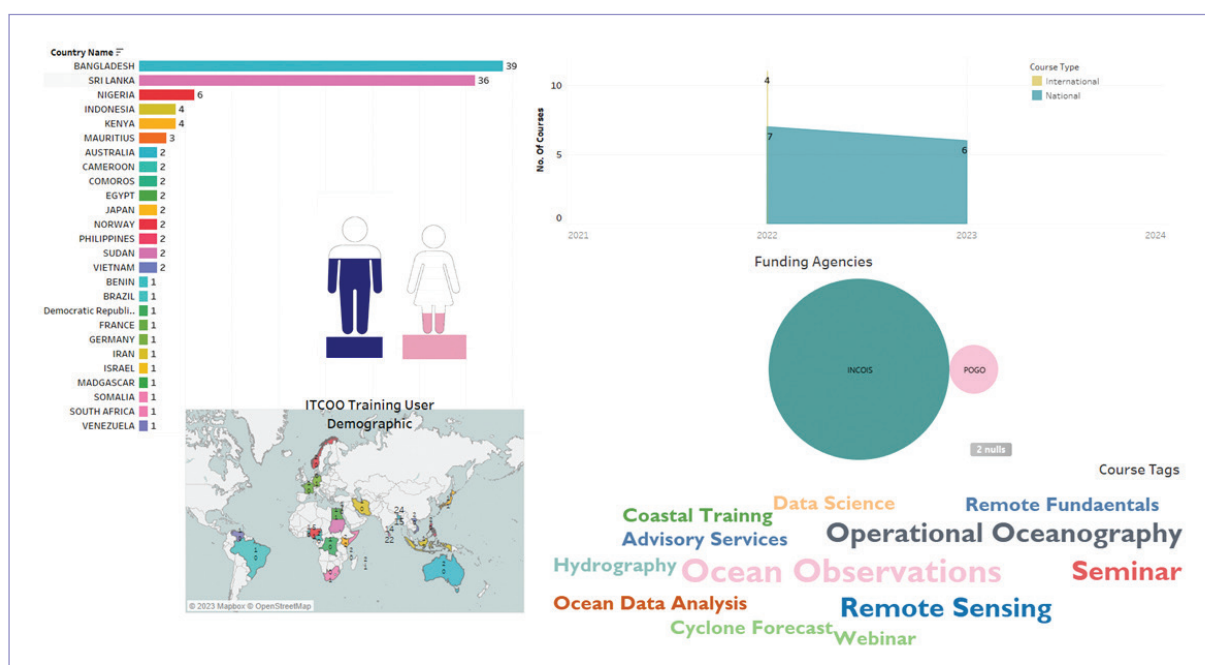 Country Name
BANGLADESH 39
SRI LANKA 36
NIGERIA 6
INDONESIA 4
KENYA 4
MAURITIUS 3
AUSTRALIA 2
CAMEROON 2
COMOROS 2
EGYPT 2
JAPAN 2
NORWAY 2
PHILIPPINES 2
SUDAN 2
VIETNAM 2
BENIN 1
BRAZIL 1
Democratic Republi.. 1
FRANCE 1
GERMANY 1
IRAN 1
ISRAEL 1
MADGASCAR 1
SOMALIA 1
SOUTH AFRICA 1
VENEZUELA 1
ITCOO Training User
Demographic
24
15
14
22
© 2023 Mapbox © OpenStreetMap
Course Type
International
National
No. Of Courses
10
5
0
4
7
6
2021 2022 2023 2024
Funding Agencies
INCOIS
POGO
2 nulls
Course Tags
Data Science
Remote Fundaentals
Coastal Trainng
Operational Oceanography
Advisory Services
Hydrography
Ocean Observations
Seminar
Ocean Data Analysis
Remote Sensing
Cyclone Forecast
Webinar